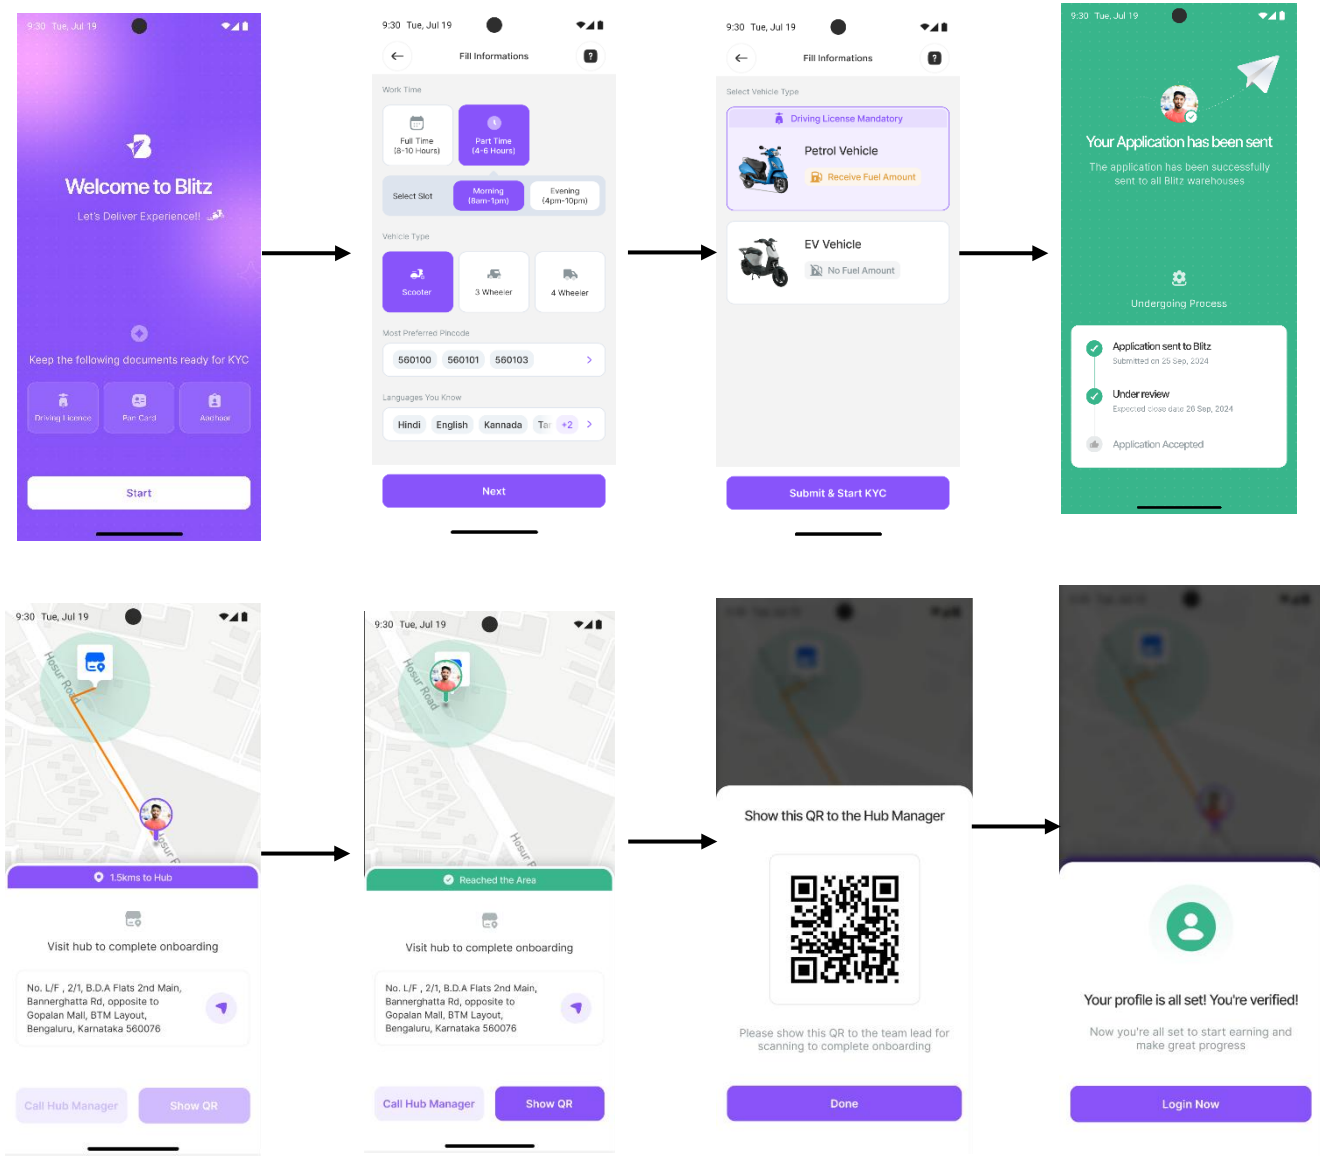 9:30 Tue, Jul 19
Welcome to Blitz
Let's Deliver Experience!!
Keep the following documents ready for KYC
Driving Licence
Pan Card
Aadhaar
Start
9:30 Tue, Jul 19
Fill Informations
?
Work Time
Full Time
(8-10 Hours)
Part Time
(4-6 Hours)
Select Slot
Morning
(8am-1pm)
Evening
(4pm-10pm)
Vehicle Type
Scooter
3 Wheeler
4 Wheeler
Most Preferred Pincode
560100 560101 560103
Languages You Know
Hindi English Kannada Ta +2
Next
9:30 Tue, Jul 19
Fill Informations
?
Select Vehicle Type
Driving License Mandatory
Petrol Vehicle
Receive Fuel Amount
EV Vehicle
No Fuel Amount
Submit & Start KYC
9:30 Tue, Jul 19
Your Application has been sent
The application has been successfully
sent to all Blitz warehouses
Undergoing Process
Application sent to Blitz
Submitted on 25 Sep, 2024
Under review
Expected close date 26 Sep, 2024
Application Accepted
9:30 Tue, Jul 19
Hosur Road
Hosur R
1.5kms to Hub
Visit hub to complete onboarding
No. L/F , 2/1, B.D.A Flats 2nd Main,
Bannerghatta Rd, opposite to
Gopalan Mall, BTM Layout,
Bengaluru, Karnataka 560076
Call Hub Manager
Show QR
9:30 Tue, Jul 19
Hosur Road
Hosur Road
Reached the Area
Visit hub to complete onboarding
No. L/F , 2/1, B.D.A Flats 2nd Main,
Bannerghatta Rd, opposite to
Gopalan Mall, BTM Layout,
Bengaluru, Karnataka 560076
Call Hub Manager
Show QR
Show this QR to the Hub Manager
Please show this QR to the team lead for
scanning to complete onboarding
Done
Your profile is all set! You're verified!
Now you're all set to start earning and
make great progress
Login Now